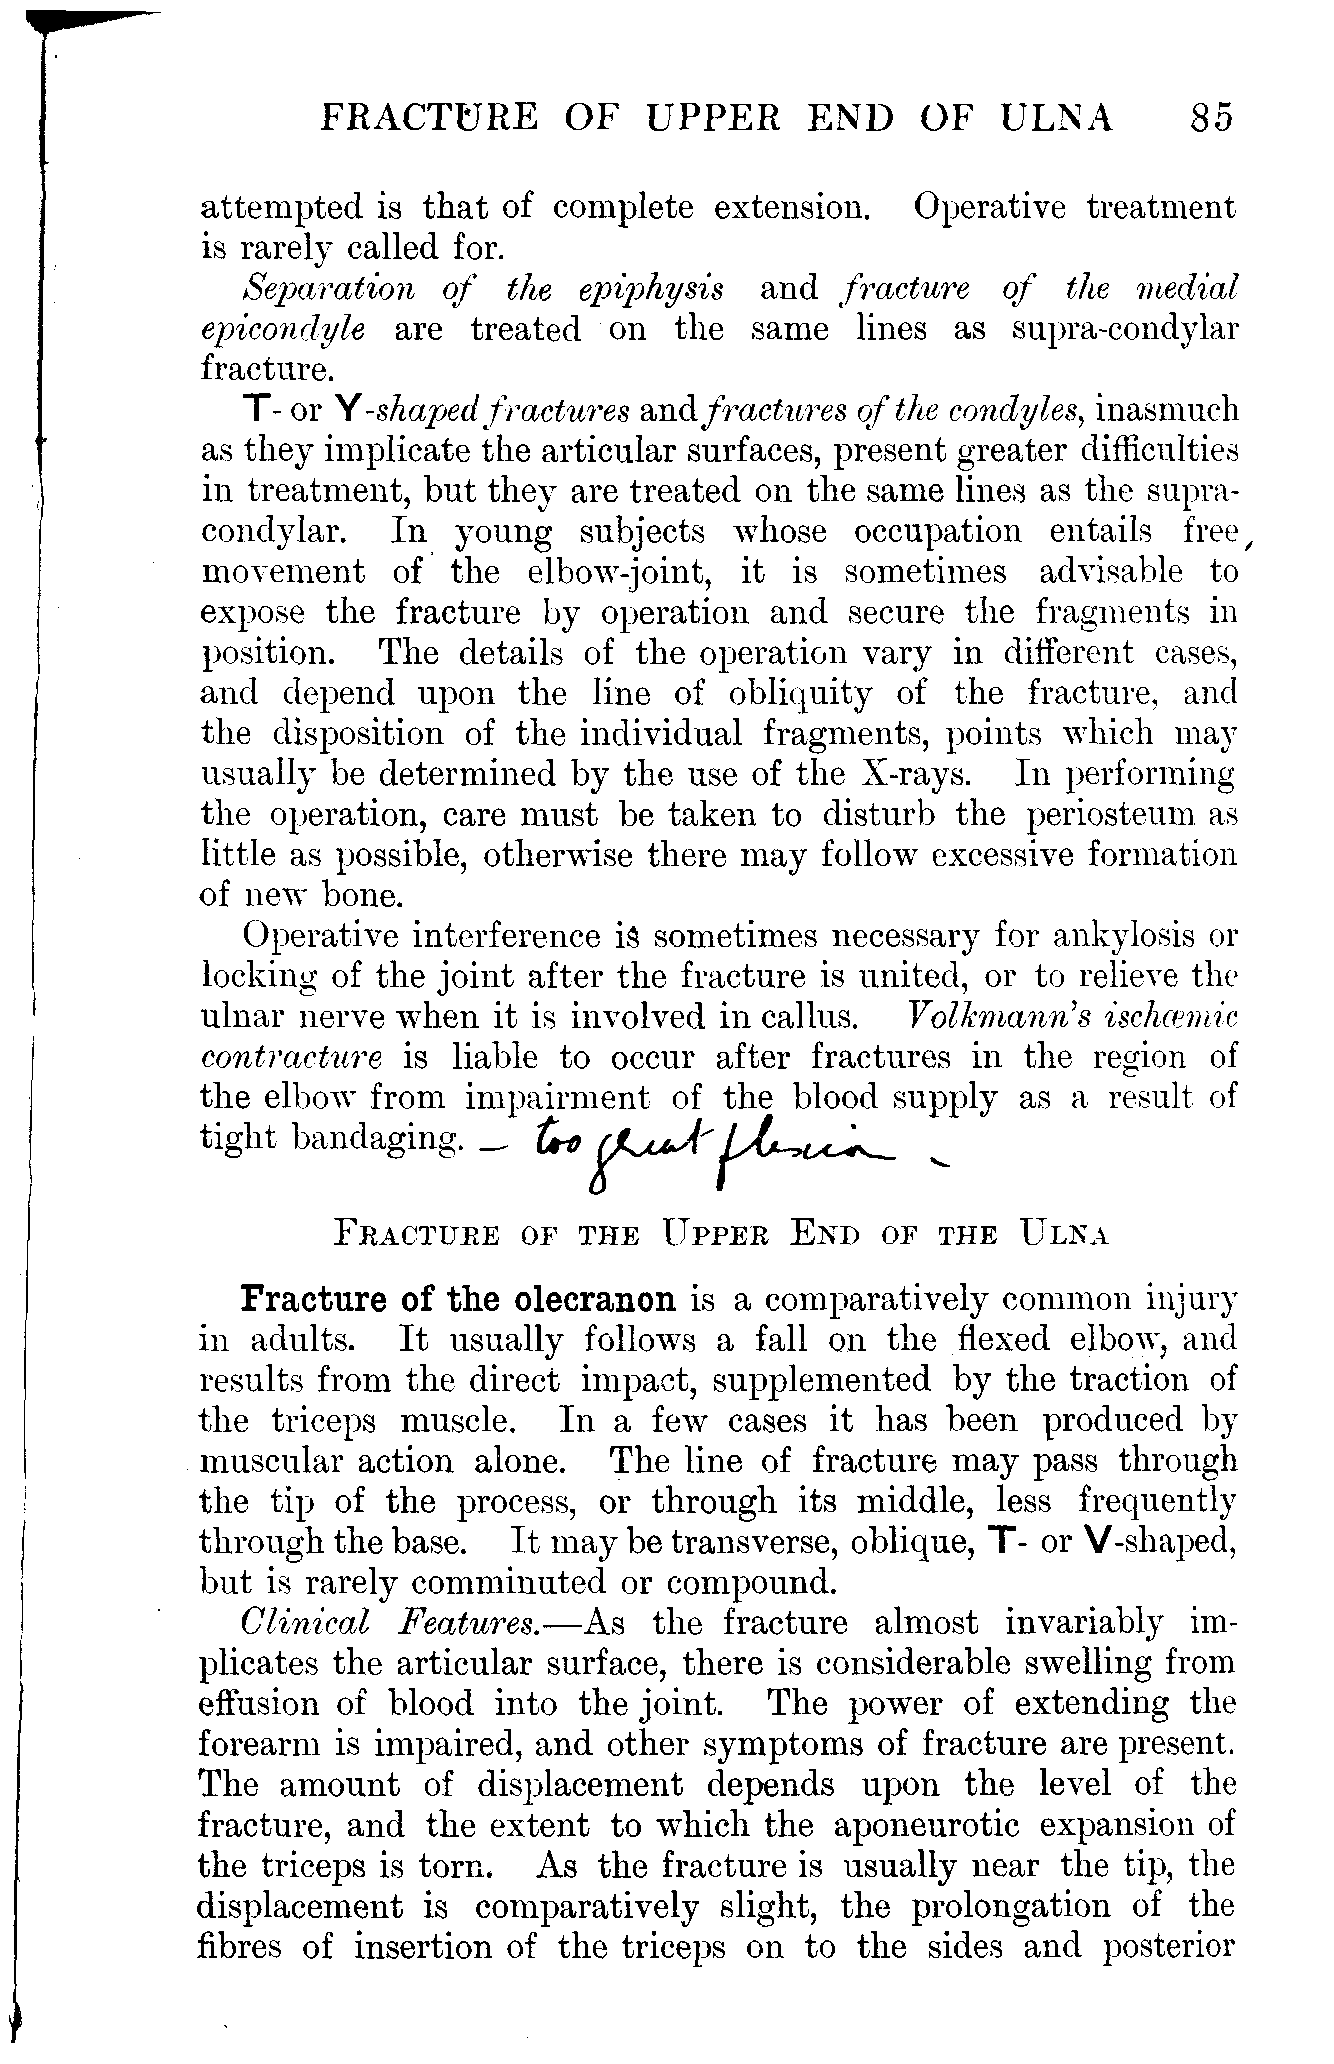 FRACTURE OF UPPER END OF ULNA 85
attempted is that of complete extension. Operative treatment
is rarely called for.
Separation of the epiphysis and fracture of the medial
epicondyle are treated on the same lines as supra-condylar
fracture.
T- or Y-shaped fractures and fractures of the condyles, inasmuch
as they implicate the articular surfaces, present greater difficulties
in treatment, but they are treated on the same lines as the supra-
condylar. In young subjects whose occupation entails free
movement of the elbow-joint, it is sometimes advisable to
expose the fracture by operation and secure the fragments in
position. The details of the operation vary in different cases,
and depend upon the line of obliquity of the fracture, and
the disposition of the individual fragments, points which may
usually be determined by the use of the X-rays. In performing
the operation, care must be taken to disturb the periosteum as
little as possible, otherwise there may follow excessive formation
of new bone.
Operative interference is sometimes necessary for ankylosis or
locking of the joint after the fracture is united, or to relieve the
ulnar nerve when it is involved in callus. Volkmann's ischæmic
contracture is liable to occur after fractures in the region of
the elbow from impairment of the blood supply as a result of
tight bandaging. – too great flexion –
FRACTURE OF THE UPPER END OF THE ULNA
Fracture of the olecranon is a comparatively common injury
in adults. It usually follows a fall on the flexed elbow, and
results from the direct impact, supplemented by the traction of
the triceps muscle. In a few cases it has been produced by
muscular action alone. The line of fracture may pass through
the tip of the process, or through its middle, less frequently
through the base. It may be transverse, oblique, T- or V-shaped,
but is rarely comminuted or compound.
Clinical Features.—As the fracture almost invariably im-
plicates the articular surface, there is considerable swelling from
effusion of blood into the joint. The power of extending the
forearm is impaired, and other symptoms of fracture are present.
The amount of displacement depends upon the level of the
fracture, and the extent to which the aponeurotic expansion of
the triceps is torn. As the fracture is usually near the tip, the
displacement is comparatively slight, the prolongation of the
fibres of insertion of the triceps on to the sides and posterior